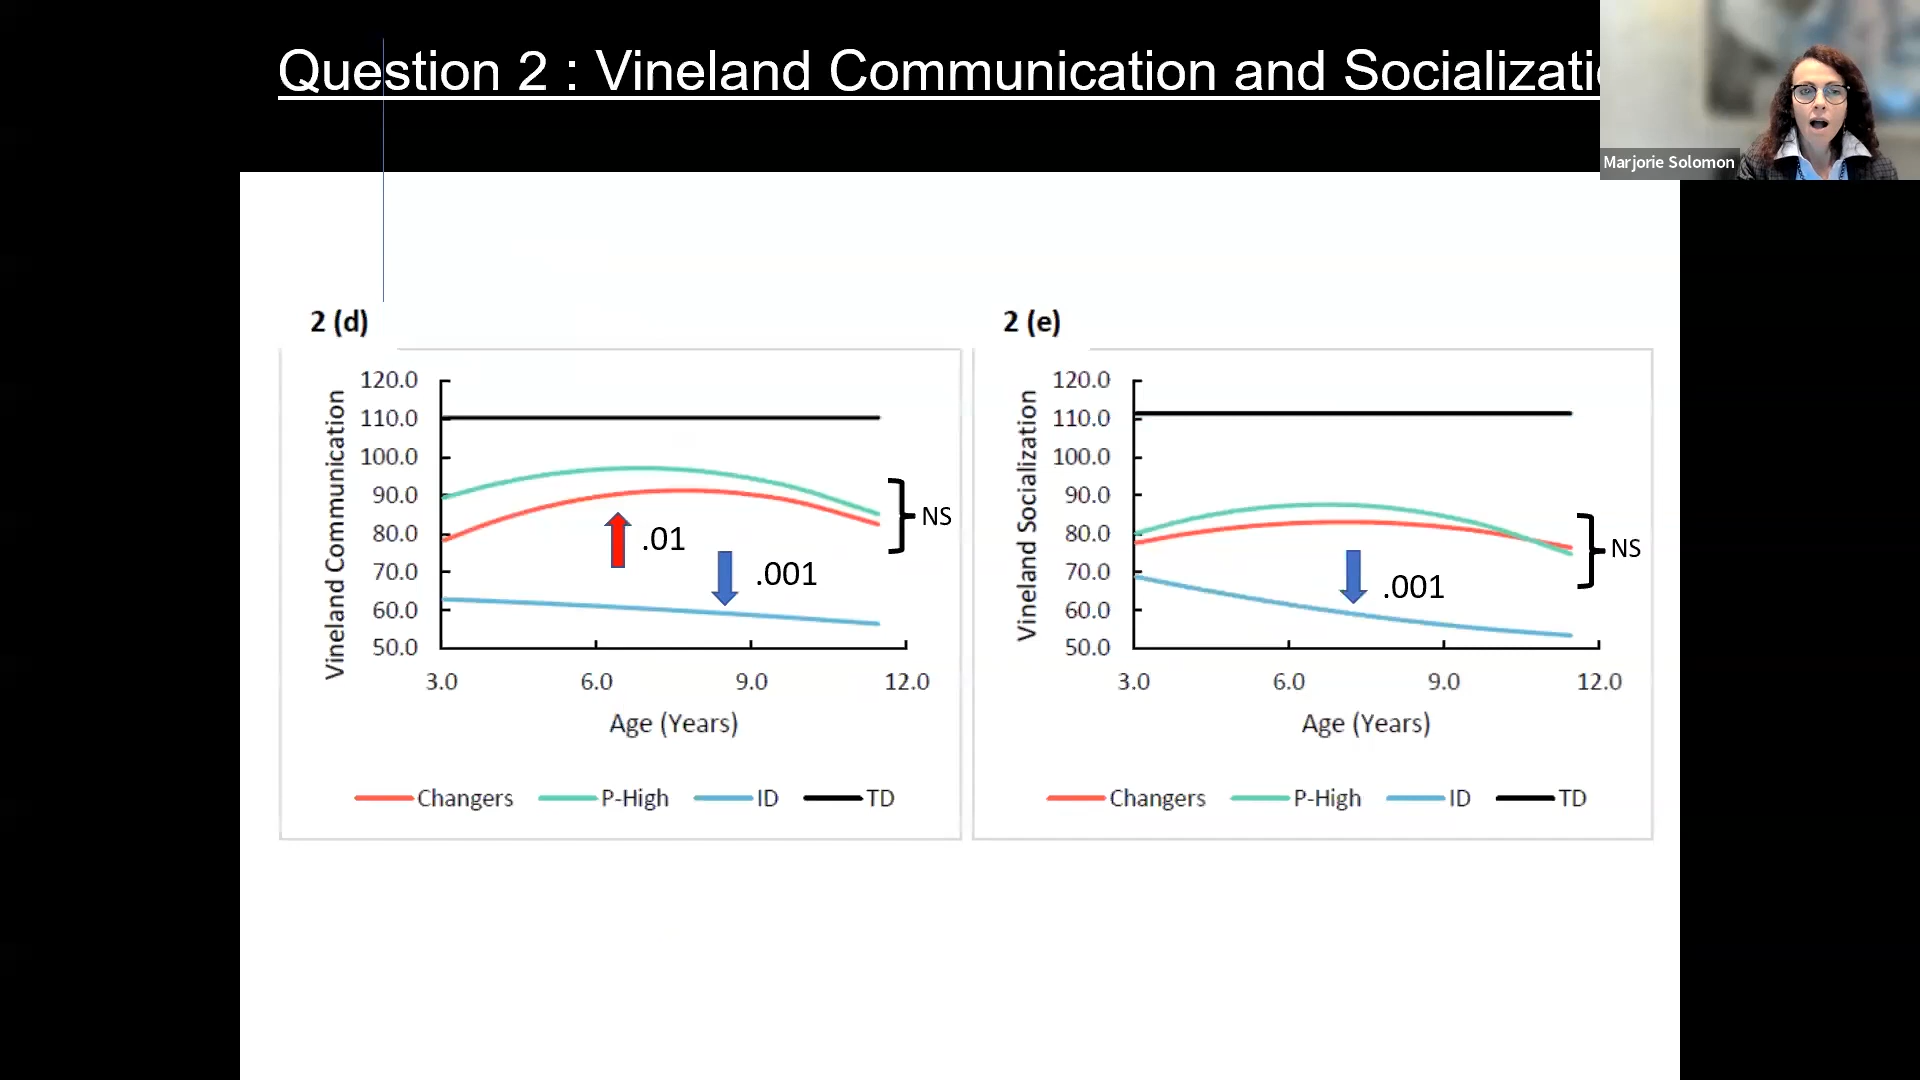 Question 2 : Vineland Communication and Socializati
Marjorie Solomon
2 (d)
Vineland Communication
120.0
110.0
100.0
90.0
80.0
70.0
60.0
50.0
.01
.001
NS
3.0 6.0 9.0 12.0
Age (Years)
Changers P-High ID TD
2 (e)
Vineland Socialization
120.0
110.0
100.0
90.0
80.0
70.0
60.0
50.0
.001
NS
3.0 6.0 9.0 12.0
Age (Years)
Changers P-High ID TD